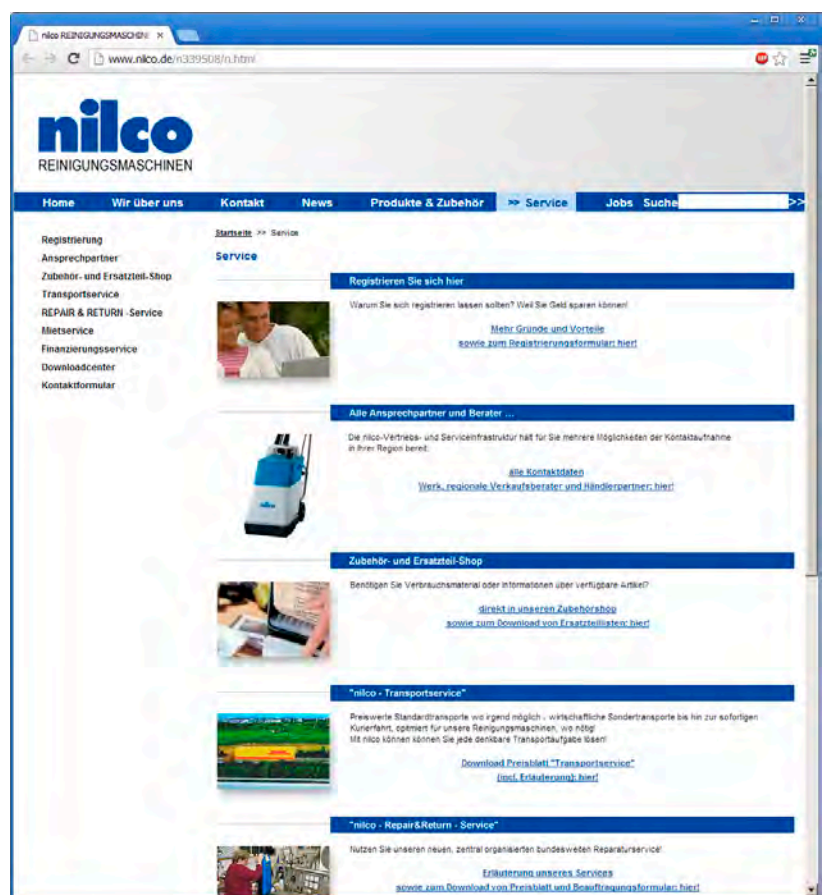 nilco REINIGUNGSMASCHINE
www.nilco.de/n339508/n.html
nilco
REINIGUNGSMASCHINEN
Home Wir über uns Kontakt News Produkte & Zubehör >> Service Jobs Suche >>
Registrierung
Ansprechpartner
Zubehör- und Ersatzteil-Shop
Transportservice
REPAIR & RETURN -Service
Mietservice
Finanzierungsservice
Downloadcenter
Kontaktformular
Startseite >> Service
Service
Registrieren Sie sich hier
Warum Sie sich registrieren lassen solten? Weil Sie Geld sparen können!
Mehr Gründe und Vorteile
sowie zum Registrierungsformular: hier!
Alle Ansprechpartner und Berater ...
Die nilco-Vertriebs- und Serviceinfrastruktur hält für Sie mehrere Möglichkeiten der Kontaktaufnahme
in Ihrer Region bereit:
alle Kontaktdaten
Werk, regionale Verkaufsberater und Händlerpartner: hier!
nilco
Zubehör- und Ersatzteil-Shop
Benötigen Sie Verbrauchsmaterial oder Informationen über verfügbare Artikel?
direkt in unseren Zubehörshop
sowie zum Download von Ersatzteillisten: hier!
"nilco - Transportservice"
Preiswerte Standardtransporte wo irgend möglich - wirtschaftliche Sondertransporte bis hin zur sofortigen
Kurierfahrt, optimiert für unsere Reinigungsmaschinen, wo nötig!
Mit nilco können können Sie jede denkbare Transportaufgabe lösen!
Download Preisblatt "Transportservice"
(incl. Erläuterung): hier!
"nilco - Repair&Return - Service"
Nutzen Sie unseren neuen, zentral organisierten bundesweiten Reparaturservice!
Erläuterung unseres Services
sowie zum Download von Preisblatt und Beauftragungsformular: hier!